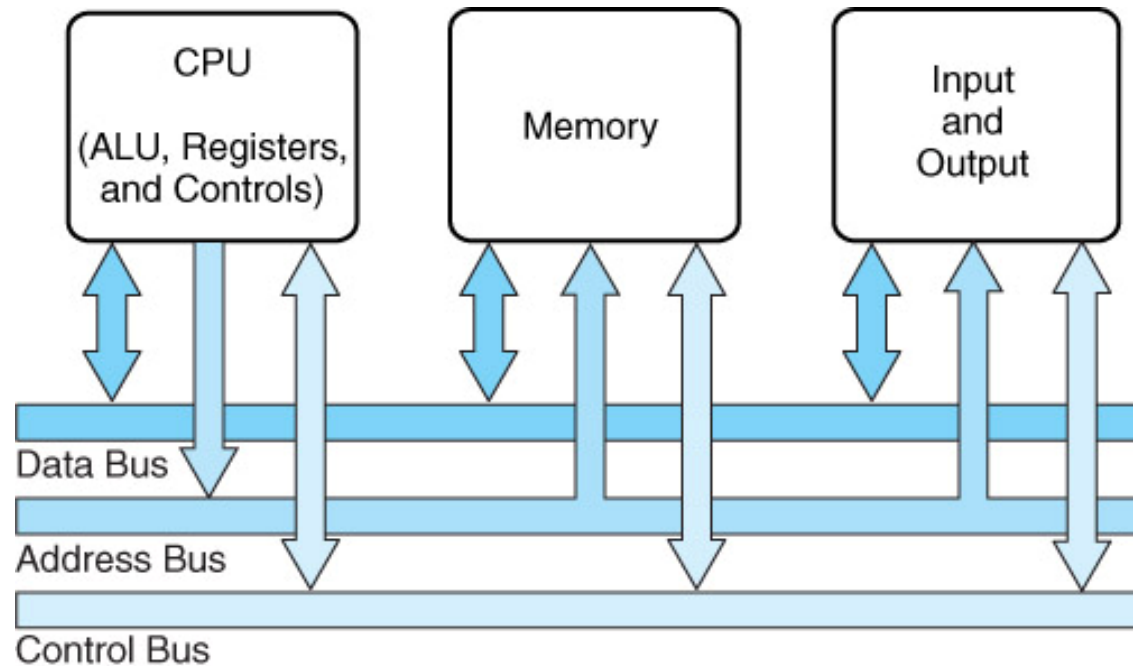 CPU
(ALU, Registers,
and Controls)
Memory
Input
and
Output
Data Bus
Address Bus
Control Bus